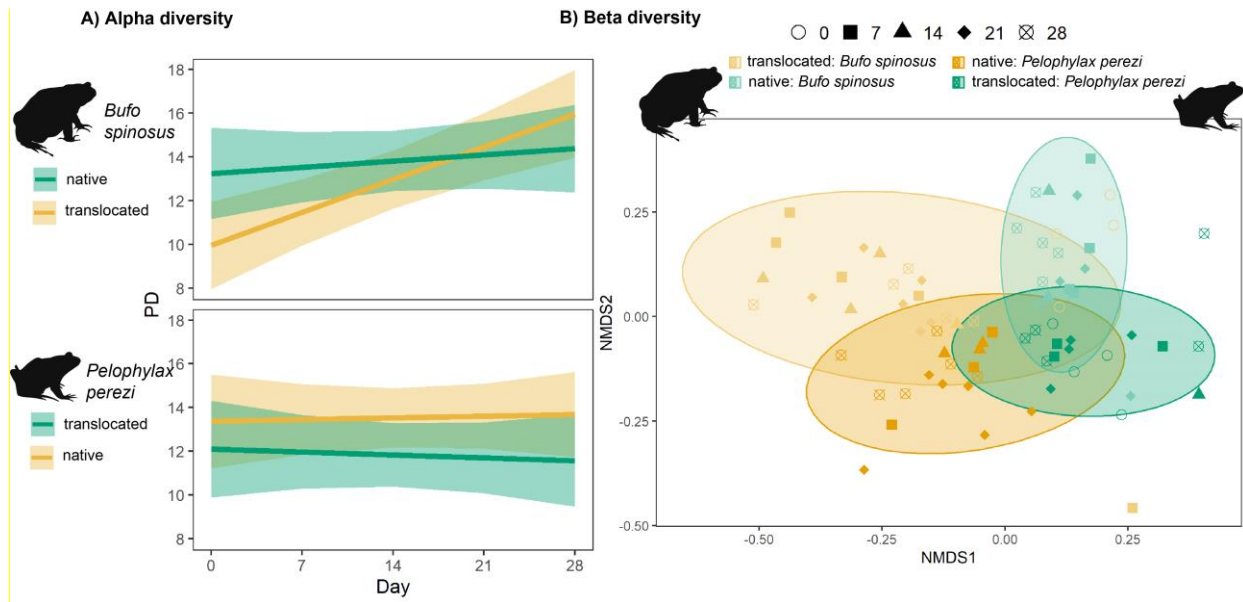 A) Alpha diversity
B) Beta diversity
0 7 14 21 28
translocated: Bufo spinosus native: Pelophylax perezi
native: Bufo spinosus translocated: Pelophylax perezi
Bufo
spinosus
native
translocated
18
16
14
12
10
8
PD
Pelophylax
perezi
translocated
native
18
16
14
12
10
8
0 7 14 21 28
Day
NMDS2
0.25
0.00
-0.25
-0.50
-0.50 -0.25 0.00 0.25
NMDS1